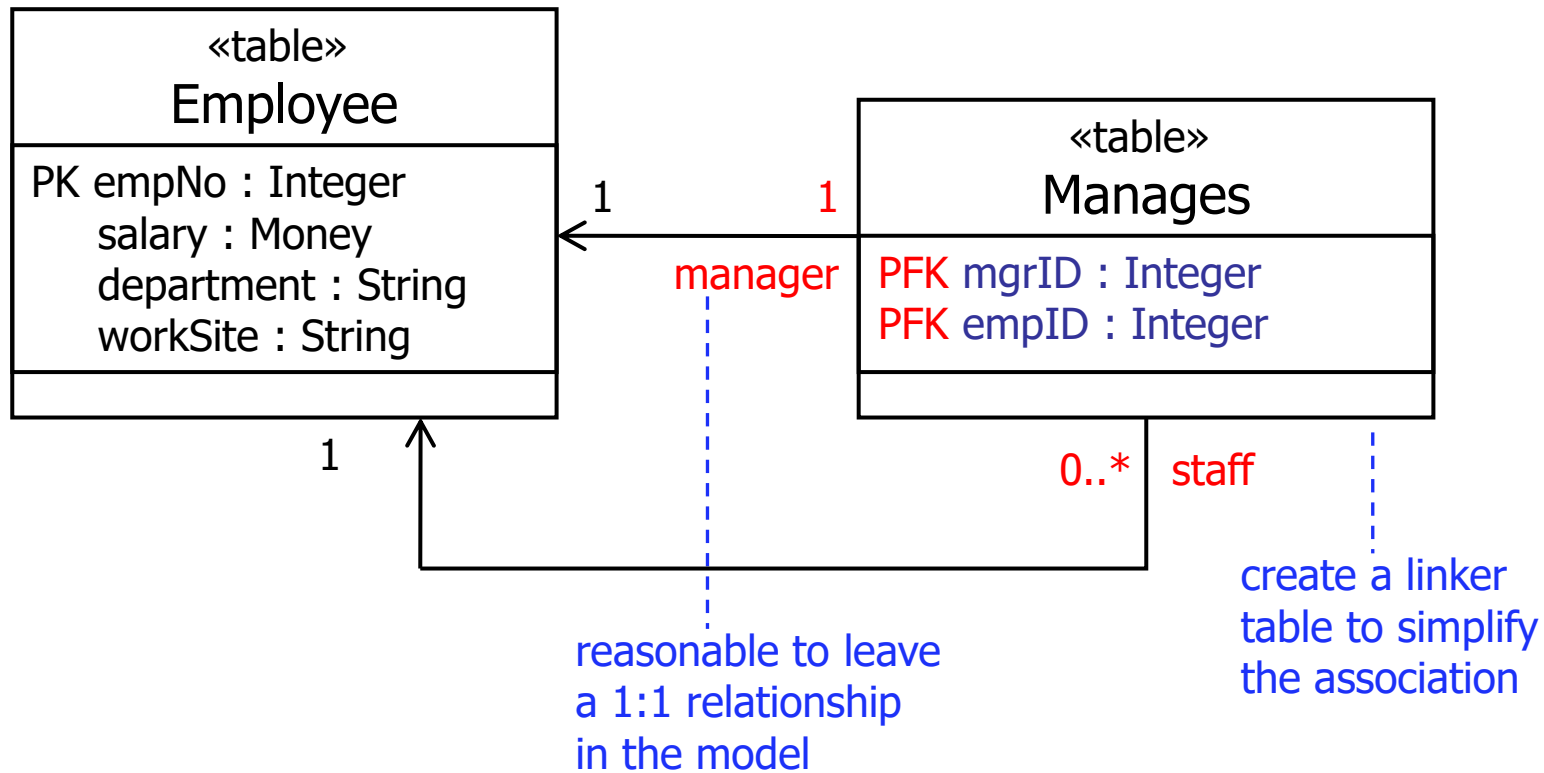 «table»
Employee
PK empNo : Integer
salary : Money
department : String
workSite : String
1
1
manager
«table»
Manages
PFK mgrID : Integer
PFK empID : Integer
1
0..*
staff
reasonable to leave
a 1:1 relationship
in the model
create a linker
table to simplify
the association